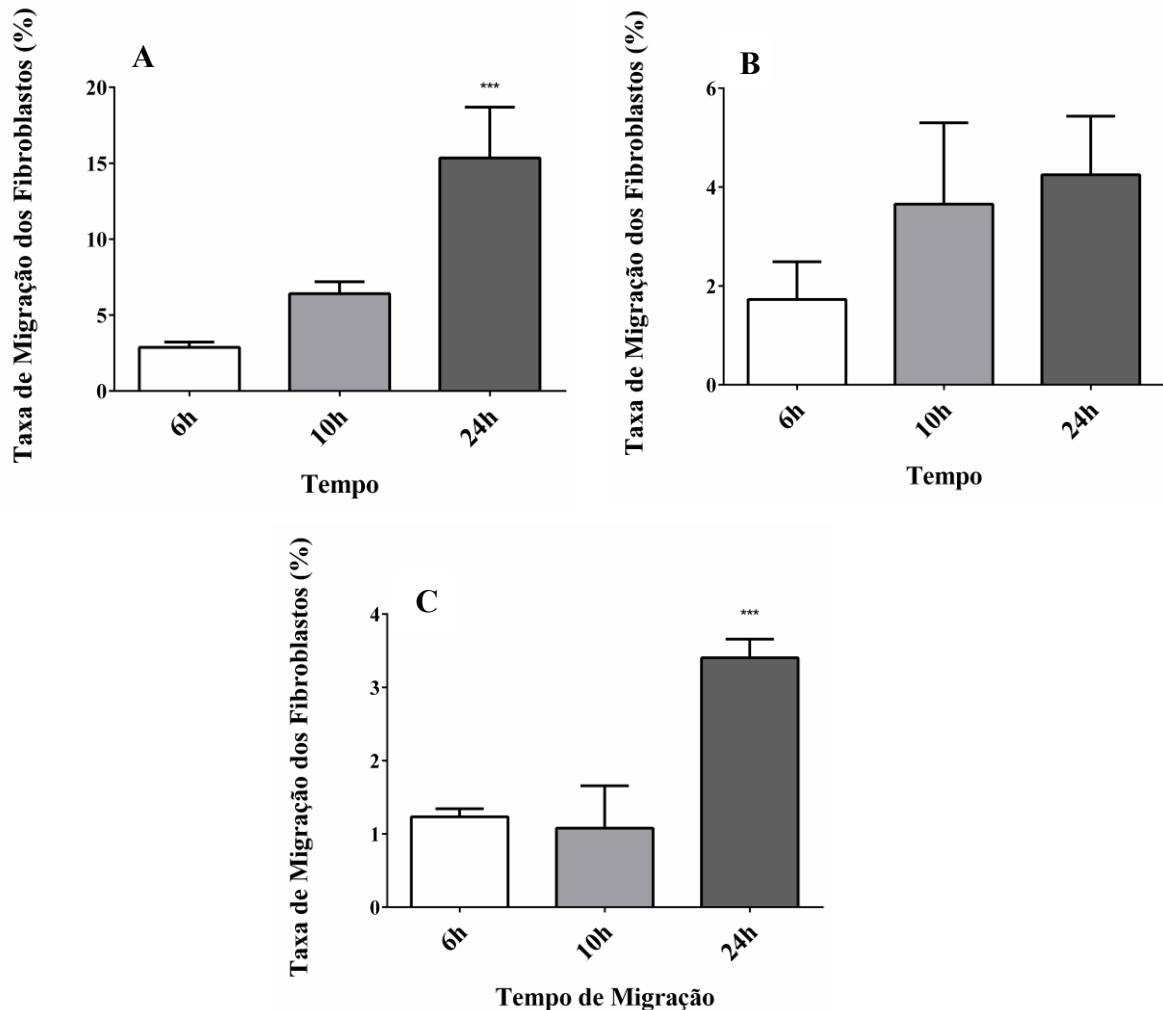 A
Taxa de Migração dos Fibroblastos (%)
20
15
10
5
0
***
6h
10h
24h
Tempo
B
Taxa de Migração dos Fibroblastos (%)
6
4
2
0
6h
10h
24h
Tempo
C
Taxa de Migração dos Fibroblastos (%)
4
3
2
1
0
***
6h
10h
24h
Tempo de Migração